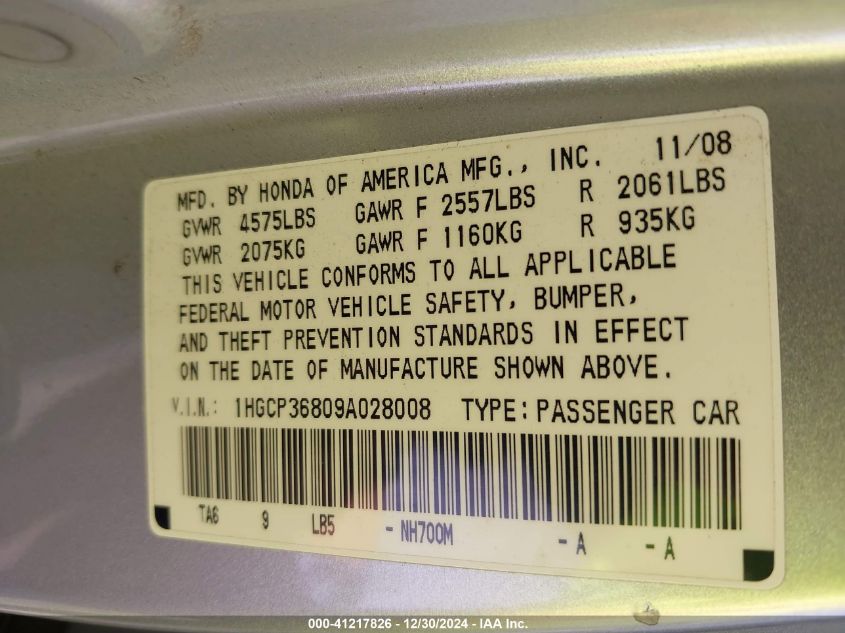 MFD. BY HONDA OF AMERICA MFG., INC. 11/08
GVWR 4575LBS GAWR F 2557LBS R 2061LBS
GVWR 2075KG GAWR F 1160KG R 935KG
THIS VEHICLE CONFORMS TO ALL APPLICABLE
FEDERAL MOTOR VEHICLE SAFETY, BUMPER,
AND THEFT PREVENTION STANDARDS IN EFFECT
ON THE DATE OF MANUFACTURE SHOWN ABOVE.
V.I.N.: 1HGCP36809A028008 TYPE: PASSENGER CAR
TA6 9 LB5 - NH700M - A - A
000-41217826 - 12/30/2024 - IAA Inc.